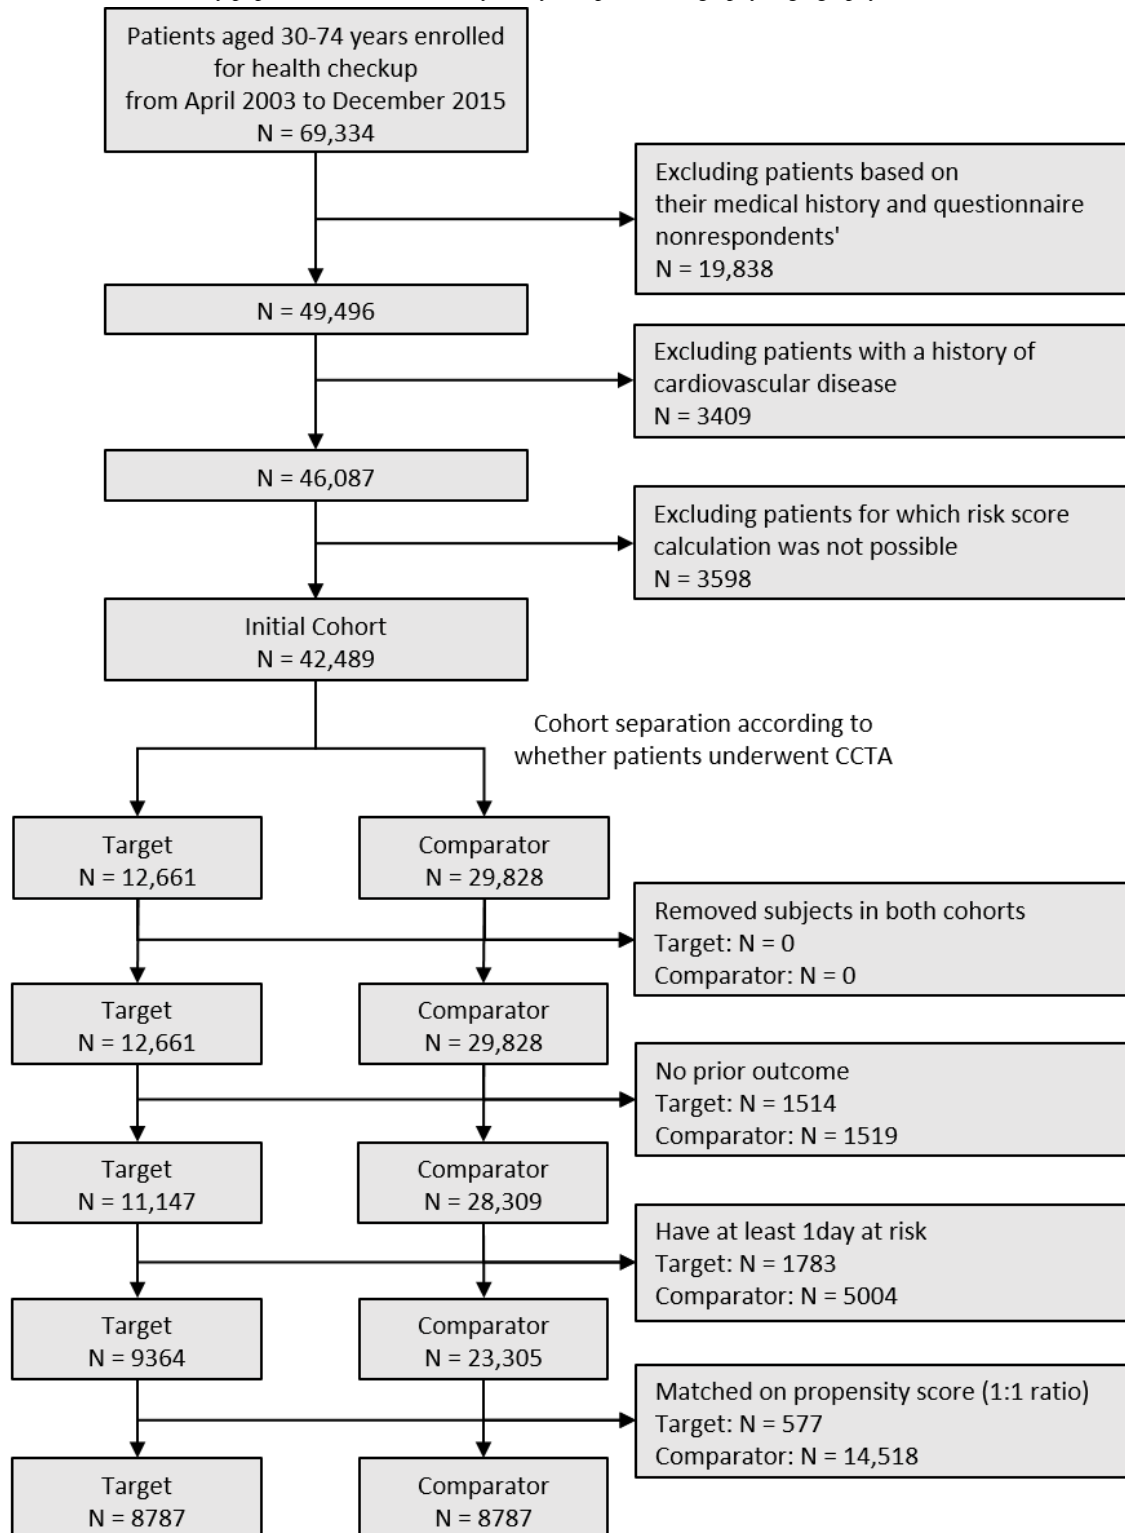 Patients aged 30-74 years enrolled
for health checkup
from April 2003 to December 2015
N = 69,334
Excluding patients based on
their medical history and questionnaire
nonrespondents'
N = 19,838
N = 49,496
Excluding patients with a history of
cardiovascular disease
N = 3409
N = 46,087
Excluding patients for which risk score
calculation was not possible
N = 3598
Initial Cohort
N = 42,489
Cohort separation according to
whether patients underwent CCTA
Target
N = 12,661
Comparator
N = 29,828
Removed subjects in both cohorts
Target: N = 0
Comparator: N = 0
Target
N = 12,661
Comparator
N = 29,828
No prior outcome
Target: N = 1514
Comparator: N = 1519
Target
N = 11,147
Comparator
N = 28,309
Have at least 1day at risk
Target: N = 1783
Comparator: N = 5004
Target
N = 9364
Comparator
N = 23,305
Matched on propensity score (1:1 ratio)
Target: N = 577
Comparator: N = 14,518
Target
N = 8787
Comparator
N = 8787